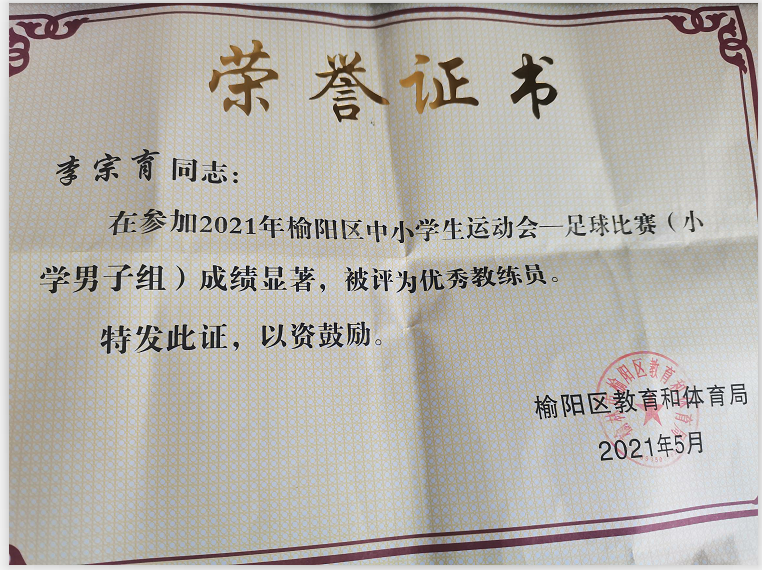 荣誉证书
李宗育同志：
在参加2021年榆阳区中小学生运动会—足球比赛（小
学男子组）成绩显著，被评为优秀教练员。
特发此证，以资鼓励。
榆阳区教育和体育局
2021年5月